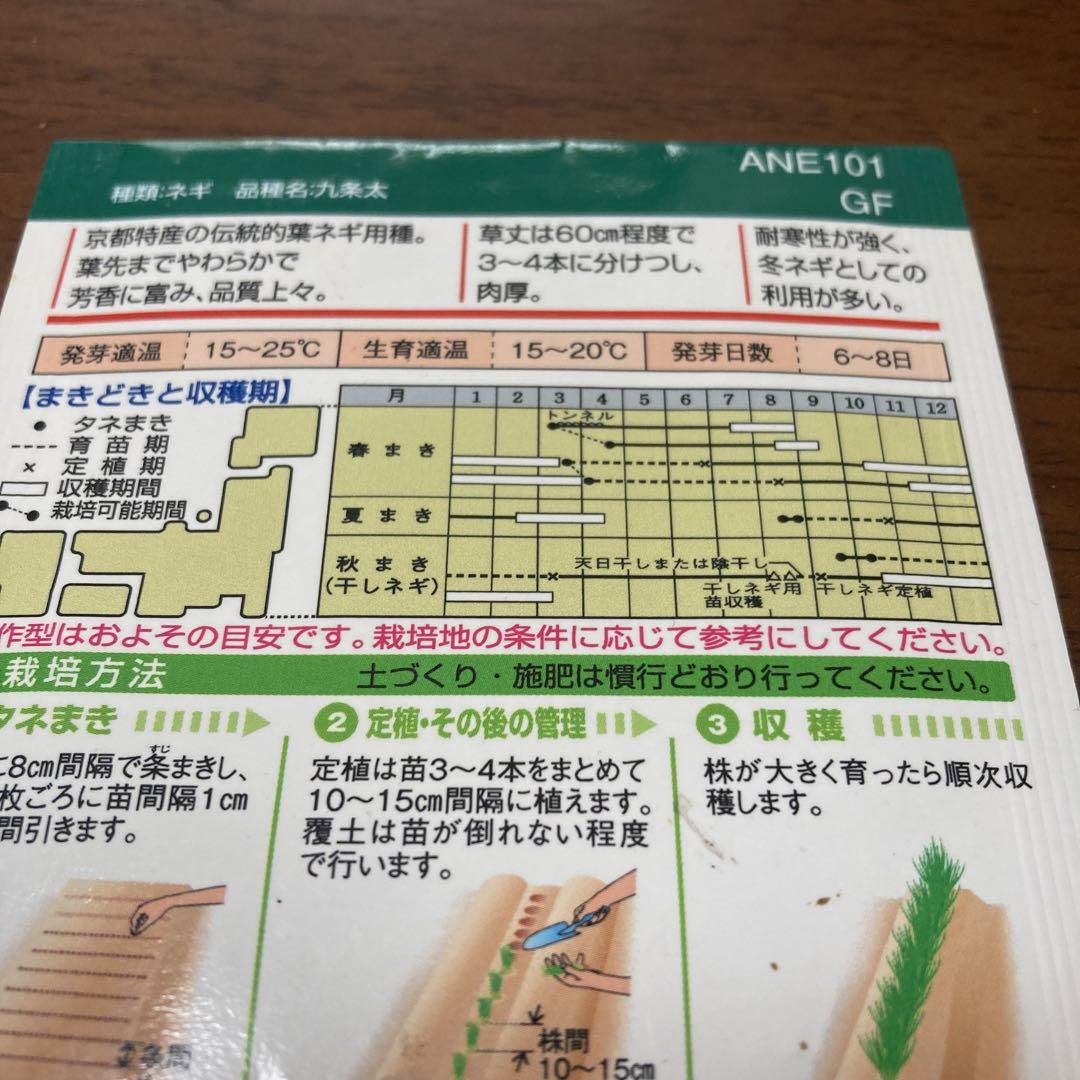 ANE101
GF
種類:ネギ 品種名:九条太
京都特産の伝統的葉ネギ用種。
葉先までやわらかで
芳香に富み、品質上々。
草丈は60cm程度で
3〜4本に分けつし、
肉厚。
耐寒性が強く、
冬ネギとしての
利用が多い。
発芽適温 15〜25℃ 生育適温 15〜20℃ 発芽日数 6〜8日
【まきどきと収穫期】
タネまき
育苗期
定植期
収穫期間
栽培可能期間
月 1 2 3 4 5 6 7 8 9 10 11 12
トンネル
春まき
夏まき
秋まき
(干しネギ)
天日干しまたは陰干し
干しネギ用
苗収穫
干しネギ定植
作型はおよその目安です。栽培地の条件に応じて参考にしてください。
栽培方法 土づくり・施肥は慣行どおり行ってください。
タネまき
に8cm間隔で条まきし、
すじ
枚ごろに苗間隔1cm
間引きます。
条間
2 定植・その後の管理
定植は苗3〜4本をまとめて
10〜15cm間隔に植えます。
覆土は苗が倒れない程度
で行います。
株間
10〜15cm
3 収穫
株が大きく育ったら順次収
穫します。